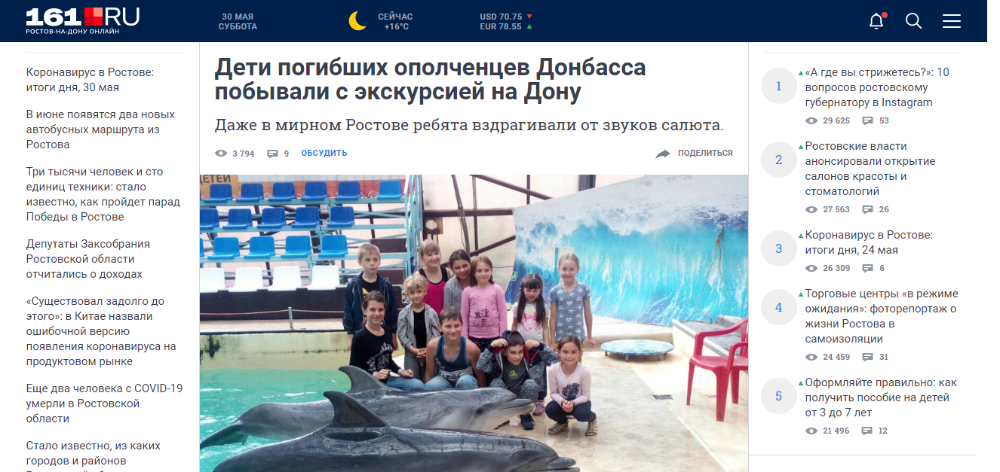 161.RU
РОСТОВ-НА-ДОНУ ОНЛАЙН
30 МАЯ
СУББОТА
СЕЙЧАС
+16°C
USD 70.75
EUR 78.55
Коронавирус в Ростове:
итоги дня, 30 мая
В июне появятся два новых
автобусных маршрута из
Ростова
Три тысячи человек и сто
единиц техники: стало
известно, как пройдет парад
Победы в Ростове
Депутаты Заксобрания
Ростовской области
отчитались о доходах
«Существовал задолго до
этого»: в Китае назвали
ошибочной версию
появления коронавируса на
продуктовом рынке
Еще два человека с COVID-19
умерли в Ростовской
области
Стало известно, из каких
городов и районов
Дети погибших ополченцев Донбасса
побывали с экскурсией на Дону
Даже в мирном Ростове ребята вздрагивали от звуков салюта.
3 794 9 ОБСУДИТЬ ПОДЕЛИТЬСЯ
ДЕТЕЙ
1
«А где вы стрижетесь?»: 10
вопросов ростовскому
губернатору в Instagram
29 625 53
2
Ростовские власти
анонсировали открытие
салонов красоты и
стоматологий
27 563 26
3
Коронавирус в Ростове:
итоги дня, 24 мая
26 309 6
4
Торговые центры «в режиме
ожидания»: фоторепортаж о
жизни Ростова в
самоизоляции
24 459 31
5
Оформляйте правильно: как
получить пособие на детей
от 3 до 7 лет
21 496 12